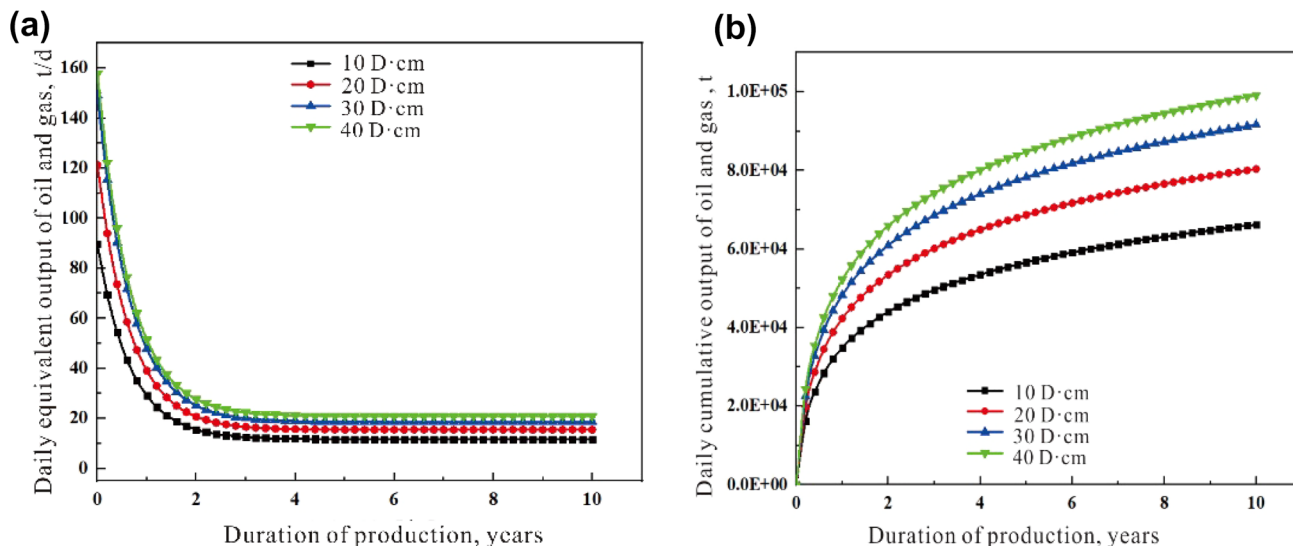 (a)
Daily equivalent output of oil and gas, t/d
160
140
120
100
80
60
40
20
0
10 D·cm
20 D·cm
30 D·cm
40 D·cm
0
2
4
6
8
10
Duration of production, years
(b)
Daily cumulative output of oil and gas , t
1.0E+05
8.0E+04
6.0E+04
4.0E+04
2.0E+04
0.0E+00
10 D·cm
20 D·cm
30 D·cm
40 D·cm
0
2
4
6
8
10
Duration of production, years